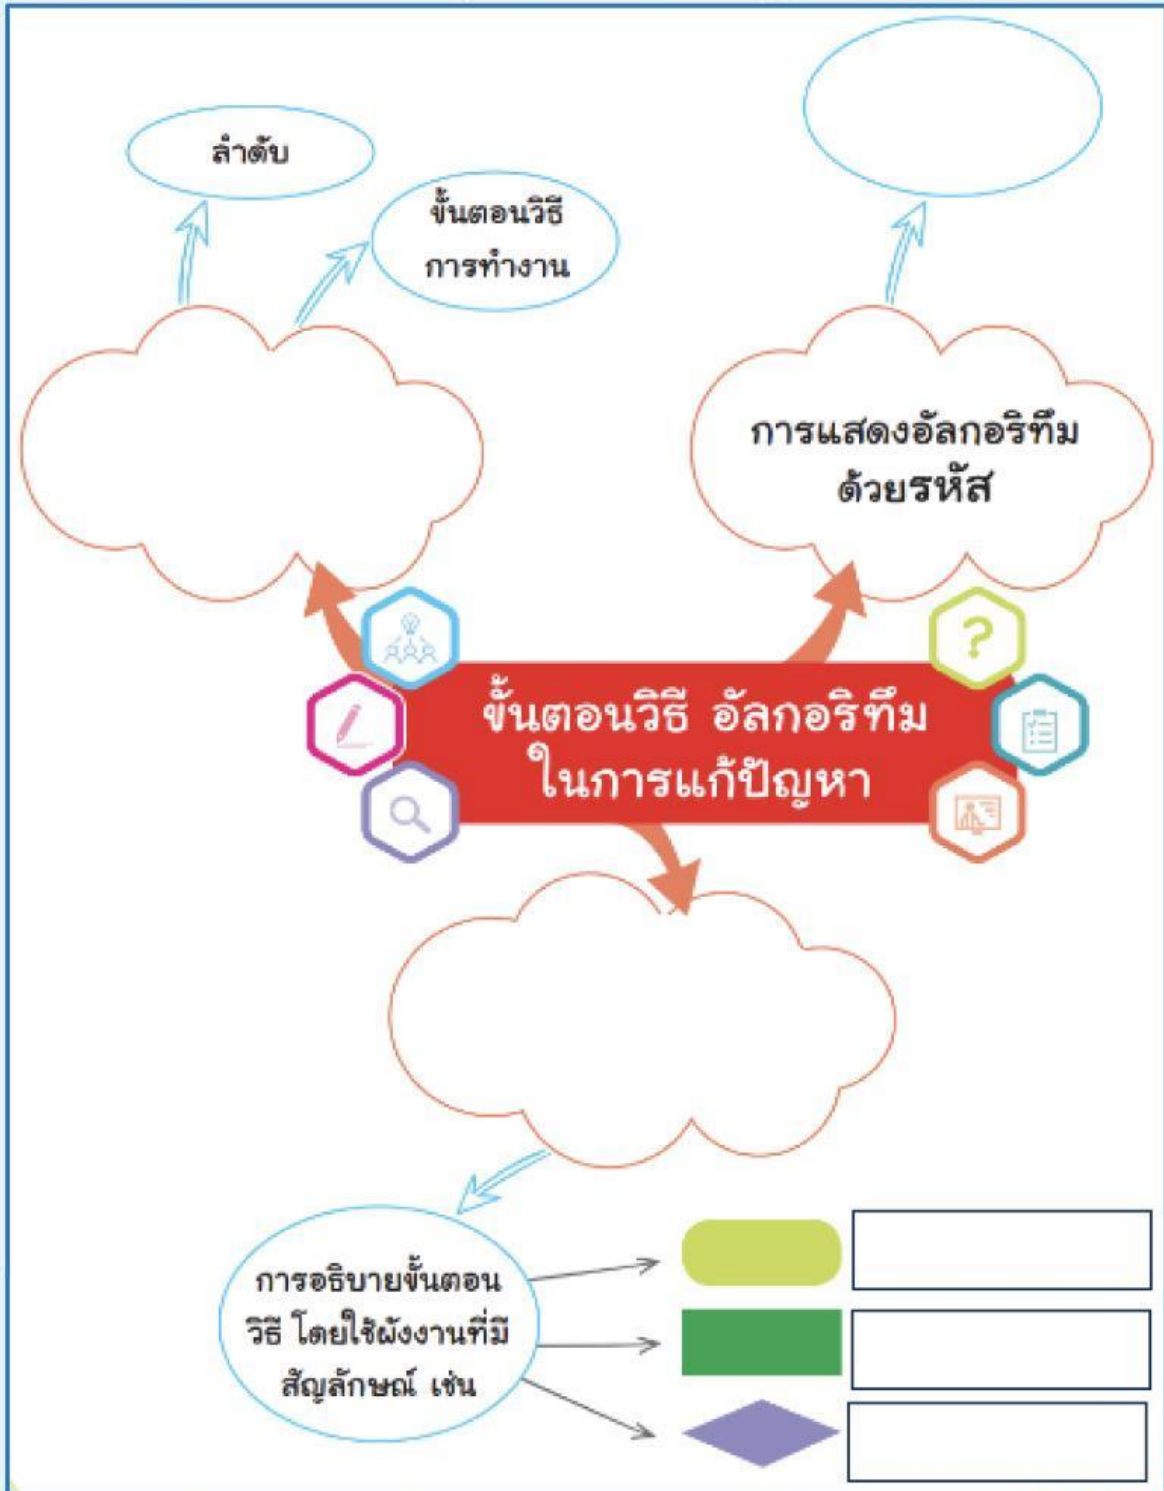 ลำดับ
ขั้นตอนวิธี
การทำงาน
การแสดงอัลกอริทึม
ด้วยรหัส
?
ขั้นตอนวิธี อัลกอริทึม
ในการแก้ปัญหา
การอธิบายขั้นตอน
วิธี โดยใช้ผังงานที่มี
สัญลักษณ์ เช่น